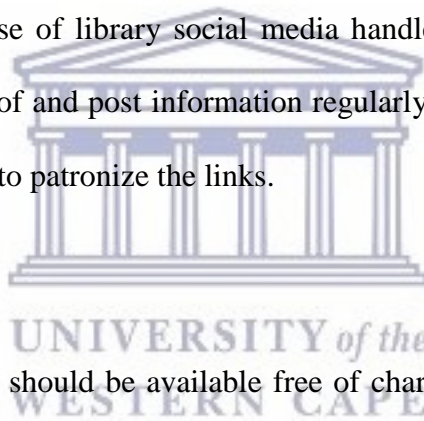 se of library social media handl
of and post information regularly
to patronize the links.
UNIVERSITY of the
should be available free of char
WESTERN CAPE